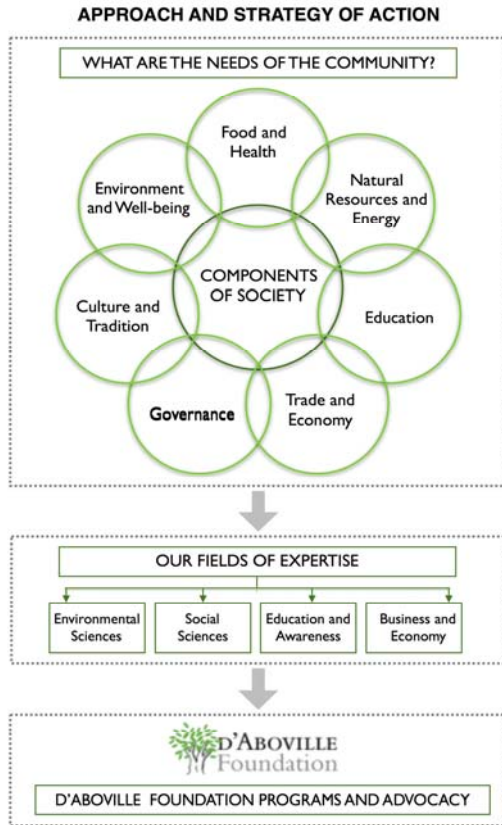 APPROACH AND STRATEGY OF ACTION
WHAT ARE THE NEEDS OF THE COMMUNITY?
Food and
Health
Environment
and Well-being
Natural
Resources and
Energy
COMPONENTS
OF SOCIETY
Culture and
Tradition
Education
Governance
Trade and
Economy
OUR FIELDS OF EXPERTISE
Environmental
Sciences
Social
Sciences
Education and
Awareness
Business and
Economy
D'ABOVILLE
Foundation
D'ABOVILLE FOUNDATION PROGRAMS AND ADVOCACY